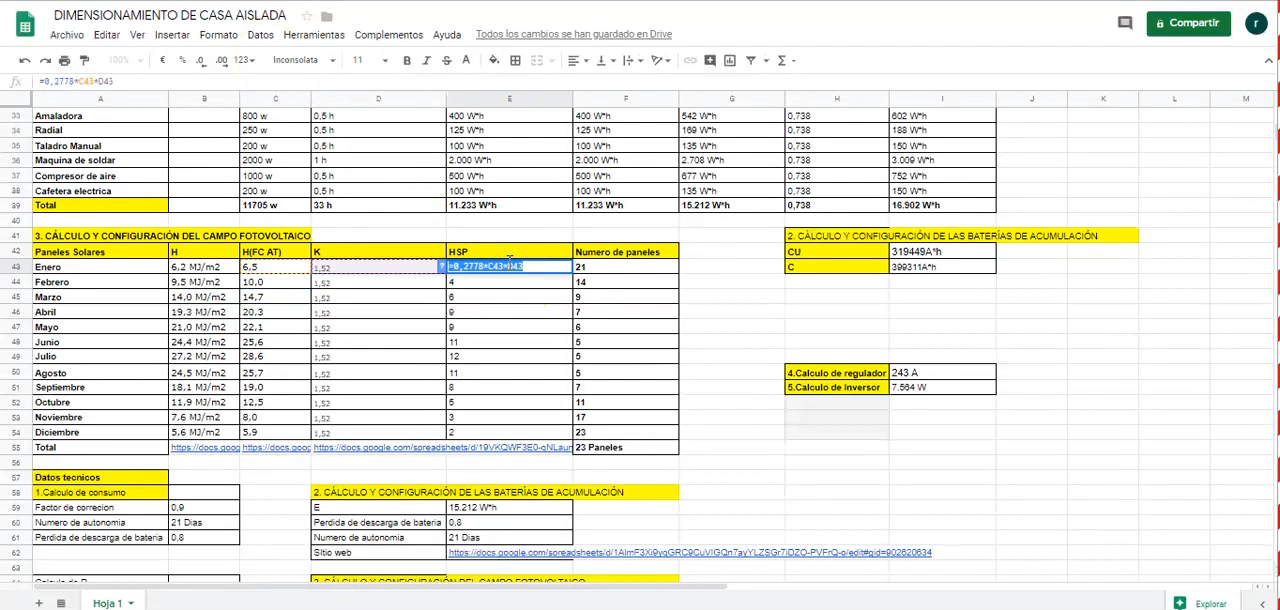 DIMENSIONAMIENTO DE CASA AISLADA
Archivo Editar Ver Insertar Formato Datos Herramientas Complementos Ayuda Todos los cambios se han guardado en Drive
Compartir r
100% € % .0 .00 123 Inconsolata 11 B I S A
fx =0,2778*C43*D43
A B C D E F G H I J K L M
33 Amaladora 800 w 0,5 h 400 W*h 400 W*h 542 W*h 0,738 602 W*h
34 Radial 250 w 0,5 h 125 W*h 125 W*h 169 W*h 0,738 188 W*h
35 Taladro Manual 200 w 0,5 h 100 W*h 100 W*h 135 W*h 0,738 150 W*h
36 Maquina de soldar 2000 w 1 h 2.000 W*h 2.000 W*h 2.708 W*h 0,738 3.009 W*h
37 Compresor de aire 1000 w 0,5 h 500 W*h 500 W*h 677 W*h 0,738 752 W*h
38 Cafetera electrica 200 w 0,5 h 100 W*h 100 W*h 135 W*h 0,738 150 W*h
39 Total 11705 w 33 h 11.233 W*h 11.233 W*h 15.212 W*h 0,738 16.902 W*h
40
41 3. CÁLCULO Y CONFIGURACIÓN DEL CAMPO FOTOVOLTAICO 2. CÁLCULO Y CONFIGURACIÓN DE LAS BATERÍAS DE ACUMULACIÓN
42 Paneles Solares H H(FC AT) K HSP Numero de paneles CU 319449A*h
43 Enero 6,2 MJ/m2 6,5 1,52 ? =0,2778*C43*D43 21 C 399311A*h
44 Febrero 9,5 MJ/m2 10,0 1,52 4 14
45 Marzo 14,0 MJ/m2 14,7 1,52 6 9
46 Abril 19,3 MJ/m2 20,3 1,52 9 7
47 Mayo 21,0 MJ/m2 22,1 1,52 9 6
48 Junio 24,4 MJ/m2 25,6 1,52 11 5
49 Julio 27,2 MJ/m2 28,6 1,52 12 5
50 Agosto 24,5 MJ/m2 25,7 1,52 11 5 4.Calculo de regulador 243 A
51 Septiembre 18,1 MJ/m2 19,0 1,52 8 7 5.Calculo de Inversor 7.564 W
52 Octubre 11,9 MJ/m2 12,5 1,52 5 11
53 Noviembre 7,6 MJ/m2 8,0 1,52 3 17
54 Diciembre 5,6 MJ/m2 5,9 1,52 2 23
55 Total https://docs.goog https://docs.goog https://docs.google.com/spreadsheets/d/19VKQWF3E0-qNLaun 23 Paneles
56
57 Datos tecnicos
58 1.Calculo de consumo 2. CÁLCULO Y CONFIGURACIÓN DE LAS BATERÍAS DE ACUMULACIÓN
59 Factor de correcion 0,9 E 15.212 W*h
60 Numero de autonomia 21 Dias Perdida de descarga de bateria 0,8
61 Perdida de descarga de bateria 0,8 Numero de autonomia 21 Dias
62 Sitio web https://docs.google.com/spreadsheets/d/1AlmF3Xi9yqGRC9CuVIGQn7ayYLZSGr7iDZO-PVFrQ-o/edit#gid=902620634
63
Calculo de 3. CÁLCULO Y CONFIGURACIÓN DEL CAMPO FOTOVOLTAICO
Hoja 1 Explorar